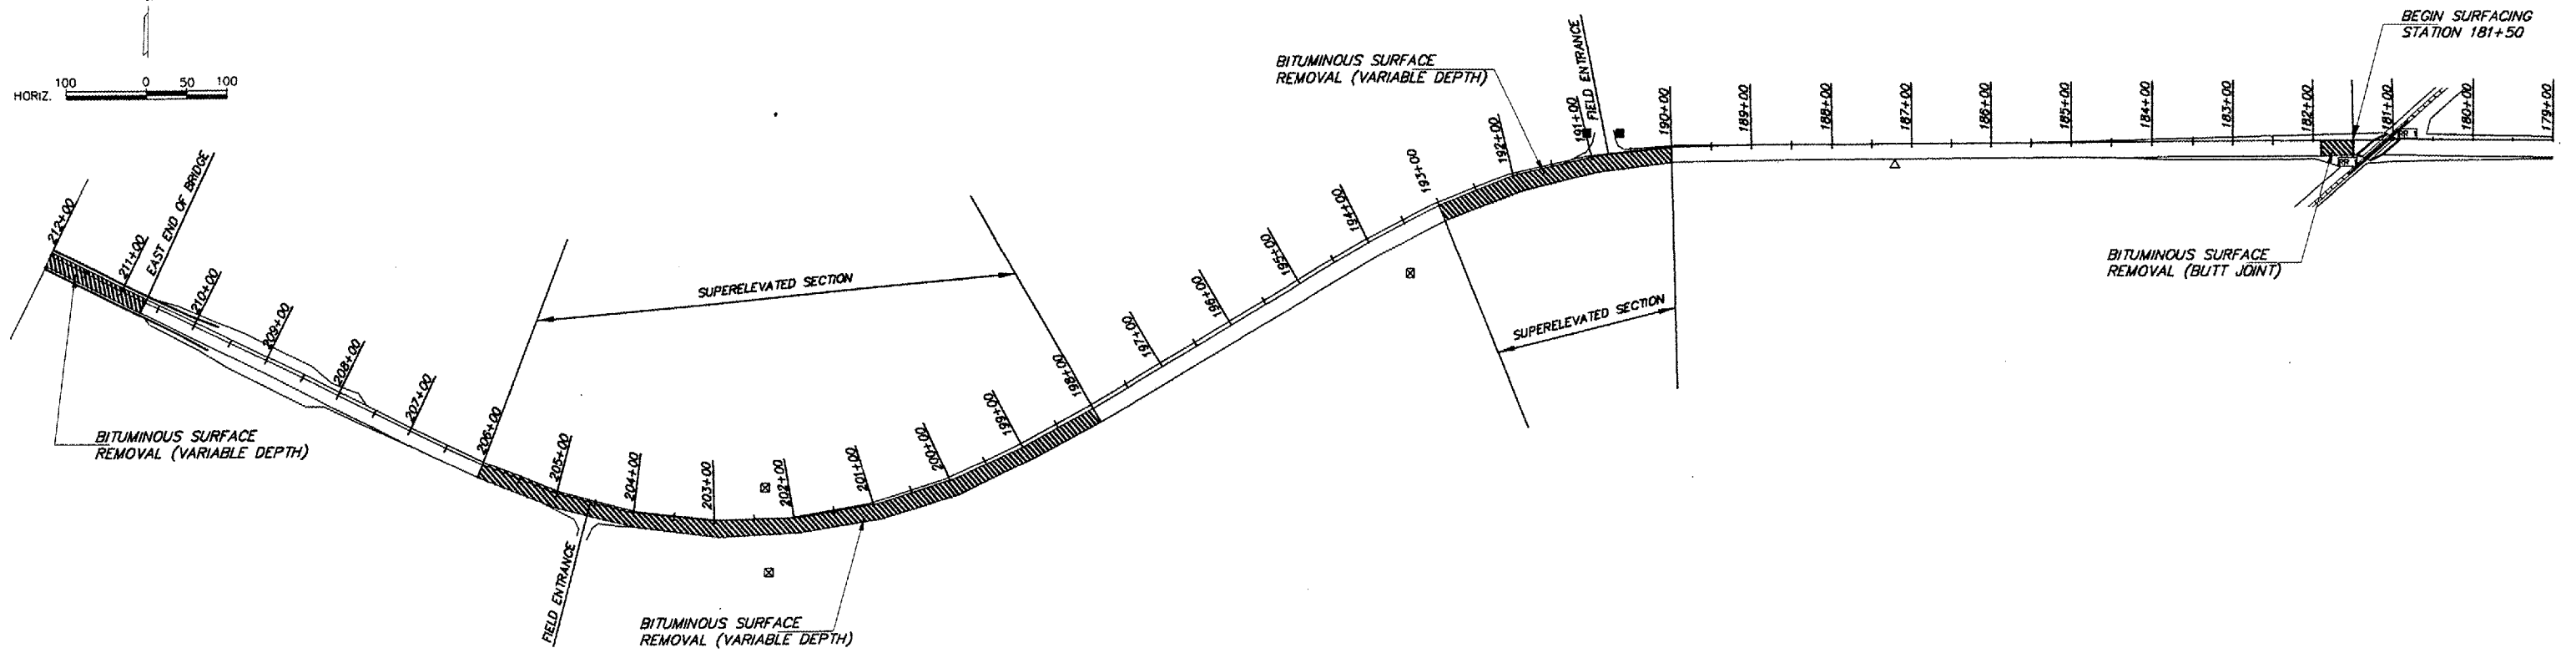 BEGIN SURFACING
STATION 181+50
BITUMINOUS SURFACE
REMOVAL (VARIABLE DEPTH)
FIELD ENTRANCE
100 0 50 100
HORIZ.
212+00
211+00
EAST END OF BRIDGE
210+00
209+00
208+00
207+00
206+00
205+00
204+00
203+00
202+00
201+00
200+00
199+00
198+00
197+00
196+00
195+00
194+00
193+00
192+00
191+00
190+00
189+00
188+00
187+00
186+00
185+00
184+00
183+00
182+00
181+00
180+00
179+00
RR
RR
SUPERELEVATED SECTION
SUPERELEVATED SECTION
BITUMINOUS SURFACE
REMOVAL (BUTT JOINT)
BITUMINOUS SURFACE
REMOVAL (VARIABLE DEPTH)
FIELD ENTRANCE
BITUMINOUS SURFACE
REMOVAL (VARIABLE DEPTH)